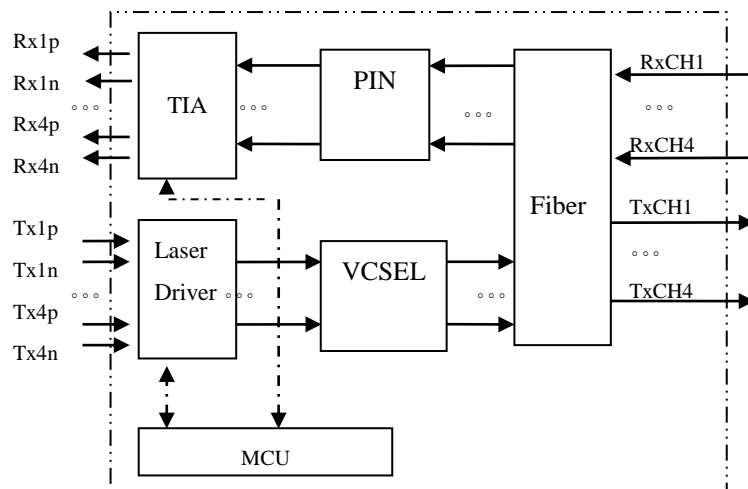 Rx1p
Rx1n
Rx4p
Rx4n
TIA
PIN
RxCH1
RxCH4
Fiber
TxCH1
TxCH4
Tx1p
Tx1n
Tx4p
Tx4n
Laser
Driver
VCSEL
MCU